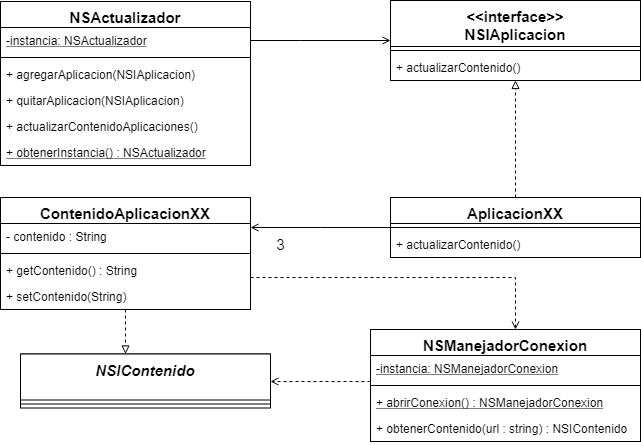 NSActualizador
-instancia: NSActualizador
+ agregarAplicacion(NSIAplicacion)
+ quitarAplicacion(NSIAplicacion)
+ actualizarContenidoAplicaciones()
+ obtenerInstancia() : NSActualizador
<<interface>>
NSIAplicacion
+ actualizarContenido()
ContenidoAplicacionXX
- contenido : String
+ getContenido() : String
+ setContenido(String)
3
AplicacionXX
+ actualizarContenido()
NSIContenido
NSManejadorConexion
-instancia: NSManejadorConexion
+ abrirConexion() : NSManejadorConexion
+ obtenerContenido(url : string) : NSIContenido